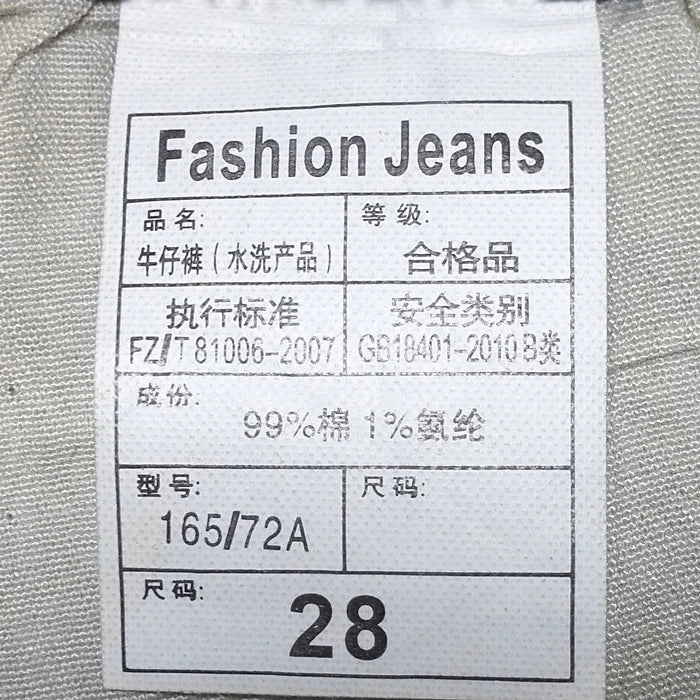 Fashion Jeans
品名:
牛仔裤(水洗产品)
等级:
合格品
执行标准
FZ/T 81006-2007
安全类别
GB18401-2010 B类
成份:
99%棉 1%氨纶
型号:
165/72A
尺码:
尺码:
28